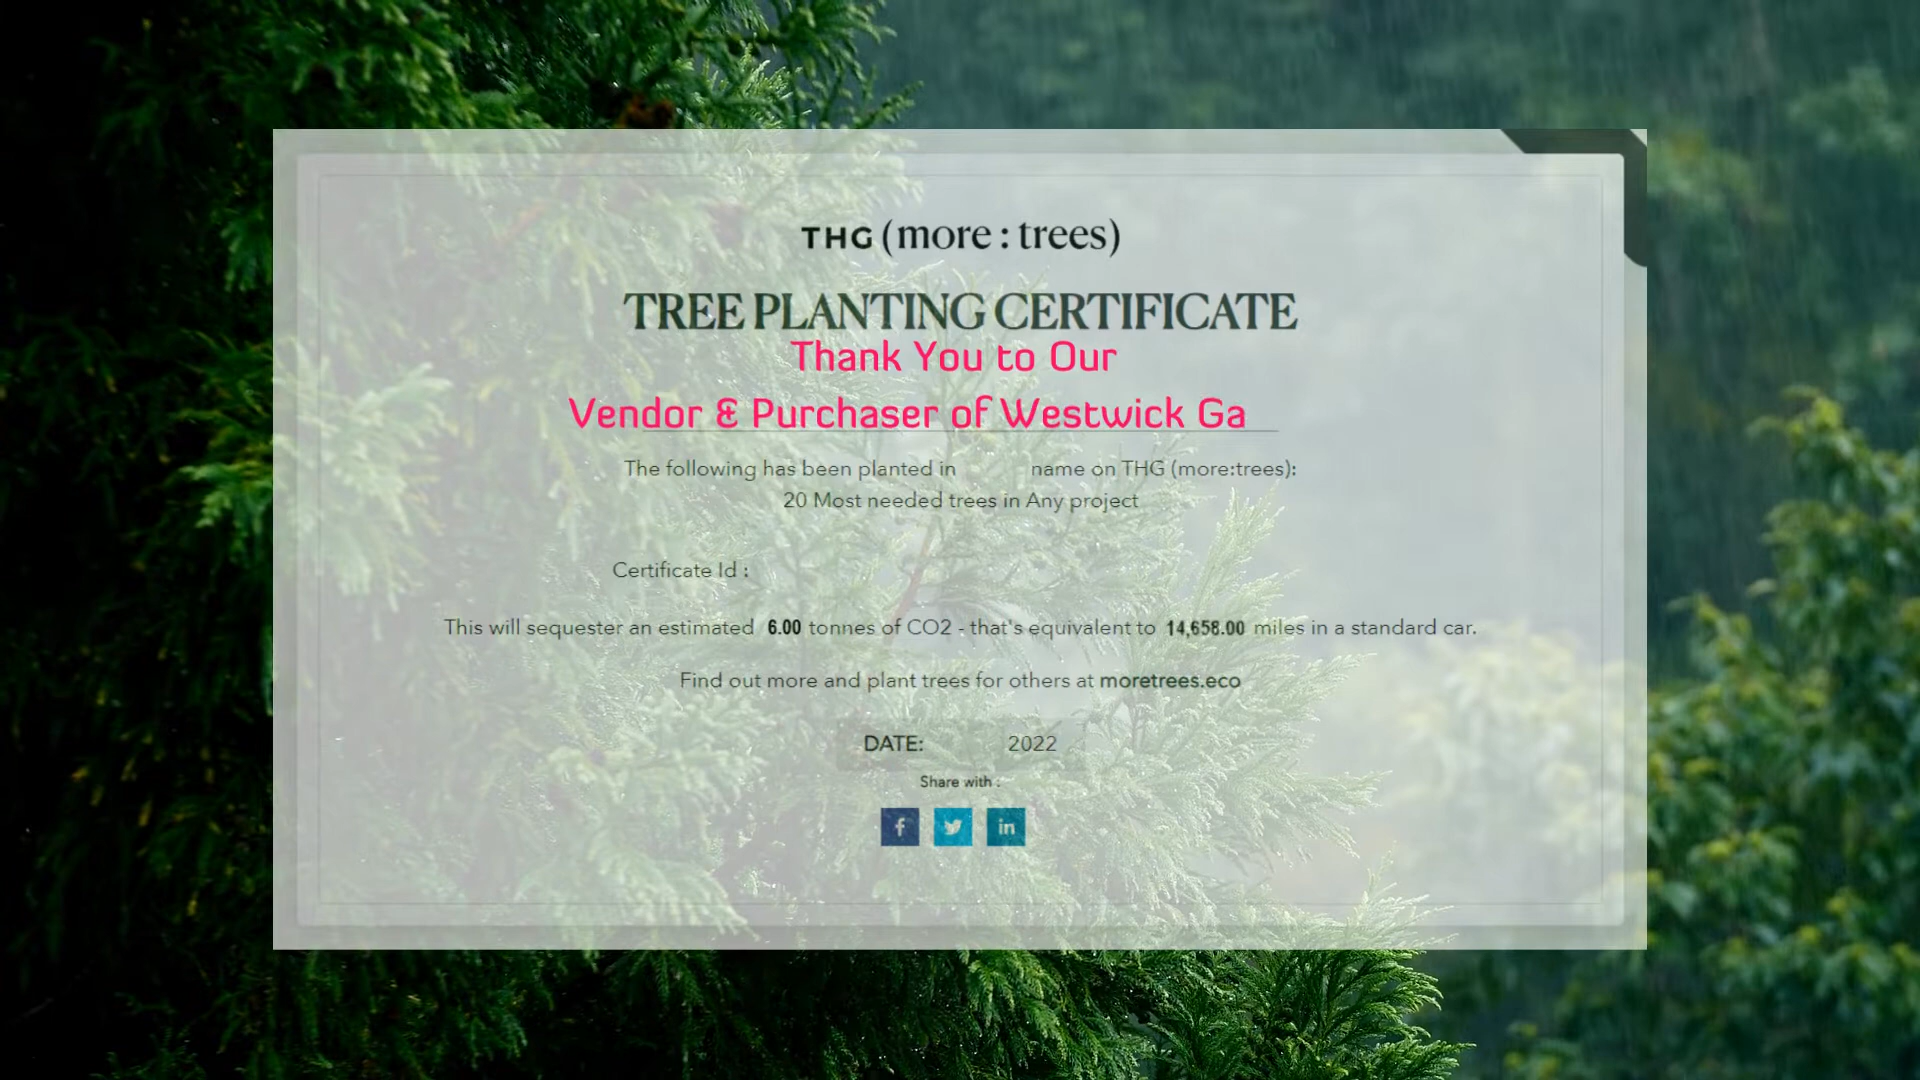 THG (more : trees)
TREE PLANTING CERTIFICATE
Thank You to Our
Vendor & Purchaser of Westwick Ga
The following has been planted in name on THG (more:trees):
20 Most needed trees in Any project
Certificate Id :
This will sequester an estimated 6.00 tonnes of CO2 - that's equivalent to 14,658.00 miles in a standard car.
Find out more and plant trees for others at moretrees.eco
DATE: 2022
Share with :